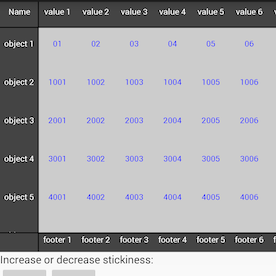 Name value 1 value 2 value 3 value 4 value 5 value 6
object 1 01 02 03 04 05 06
object 2 1001 1002 1003 1004 1005 1006
object 3 2001 2002 2003 2004 2005 2006
object 4 3001 3002 3003 3004 3005 3006
object 5 4001 4002 4003 4004 4005 4006
footer 1 footer 2 footer 3 footer 4 footer 5 footer 6
Increase or decrease stickiness: